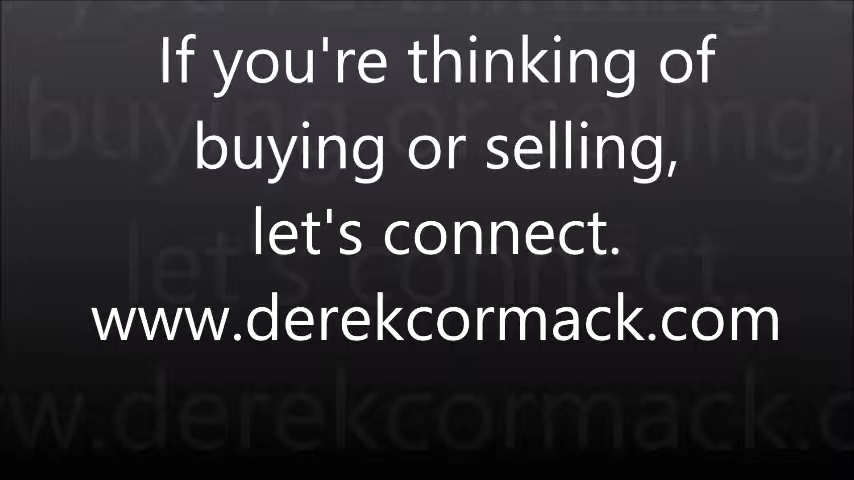 If you're thinking of
buying or selling,
let's connect.
www.derekcormack.com